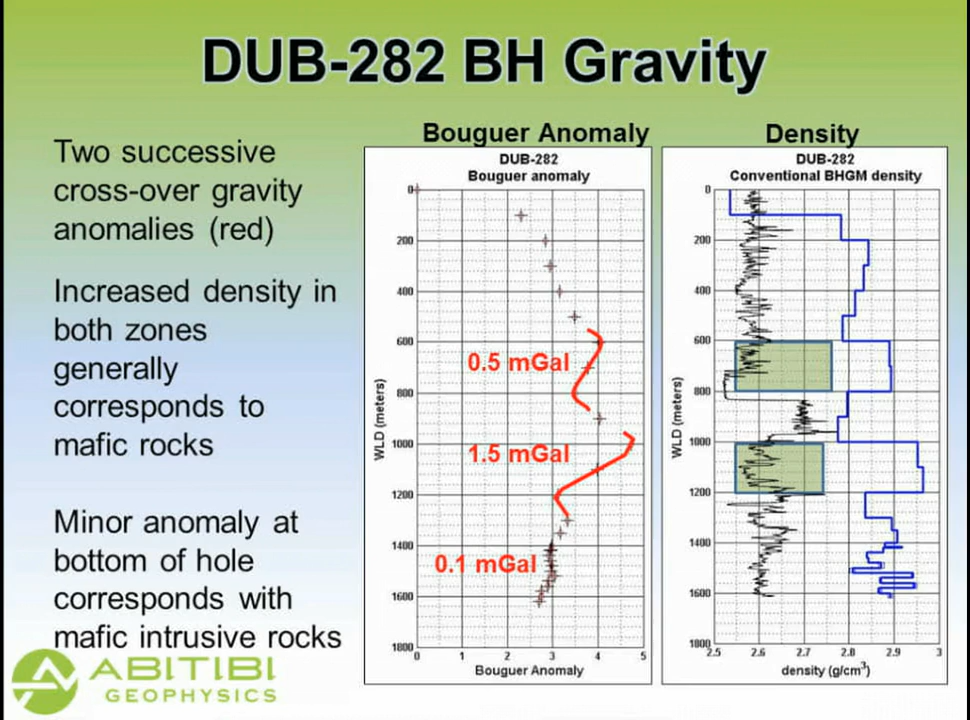 DUB-282 BH Gravity
Two successive
cross-over gravity
anomalies (red)
Increased density in
both zones
generally
corresponds to
mafic rocks
Minor anomaly at
bottom of hole
corresponds with
mafic intrusive rocks
ABITIBI
GEOPHYSICS
Bouguer Anomaly
DUB-282
Bouguer anomaly
0
200
400
600
800
1000
1200
1400
1600
1800
WLD (meters)
0.5 mGal
1.5 mGal
0.1 mGal
0 1 2 3 4 5
Bouguer Anomaly
Density
DUB-282
Conventional BHGM density
0
200
400
600
800
1000
1200
1400
1600
1800
WLD (meters)
2.5 2.6 2.7 2.8 2.9 3
density (g/cm³)